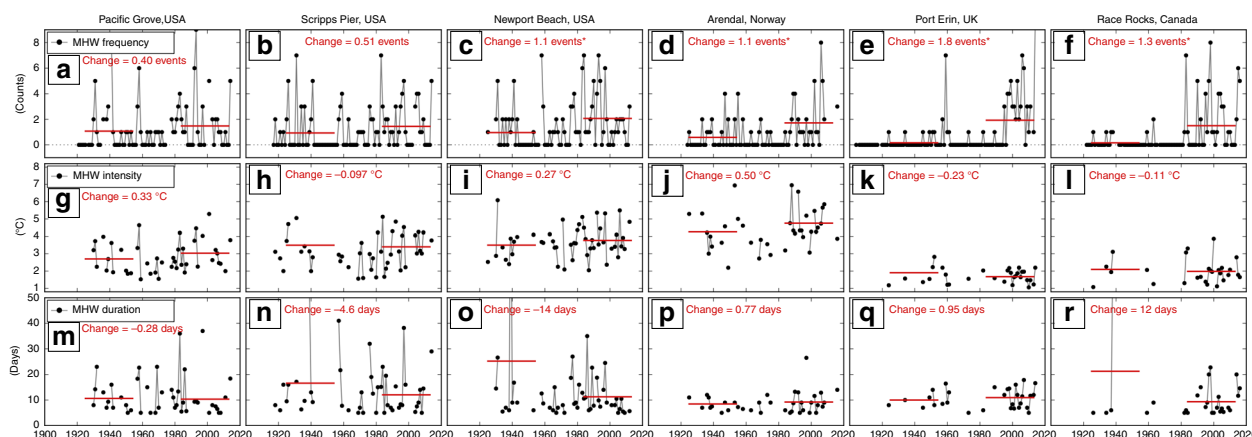 Pacific Grove,USA Scripps Pier, USA Newport Beach, USA Arendal, Norway Port Erin, UK Race Rocks, Canada
MHW frequency
a b c d e f
Change = 0.40 events Change = 0.51 events Change = 1.1 events* Change = 1.1 events* Change = 1.8 events* Change = 1.3 events*
(Counts)
8
6
4
2
0
MHW intensity
g h i j k l
Change = 0.33 °C Change = −0.097 °C Change = 0.27 °C Change = 0.50 °C Change = −0.23 °C Change = −0.11 °C
(°C)
8
7
6
5
4
3
2
1
MHW duration
m n o p q r
Change = −0.28 days Change = −4.6 days Change = −14 days Change = 0.77 days Change = 0.95 days Change = 12 days
(Days)
50
40
30
20
10
0
1900 1920 1940 1960 1980 2000 2020 1920 1940 1960 1980 2000 2020 1920 1940 1960 1980 2000 2020 1920 1940 1960 1980 2000 2020 1920 1940 1960 1980 2000 2020 1920 1940 1960 1980 2000 2020